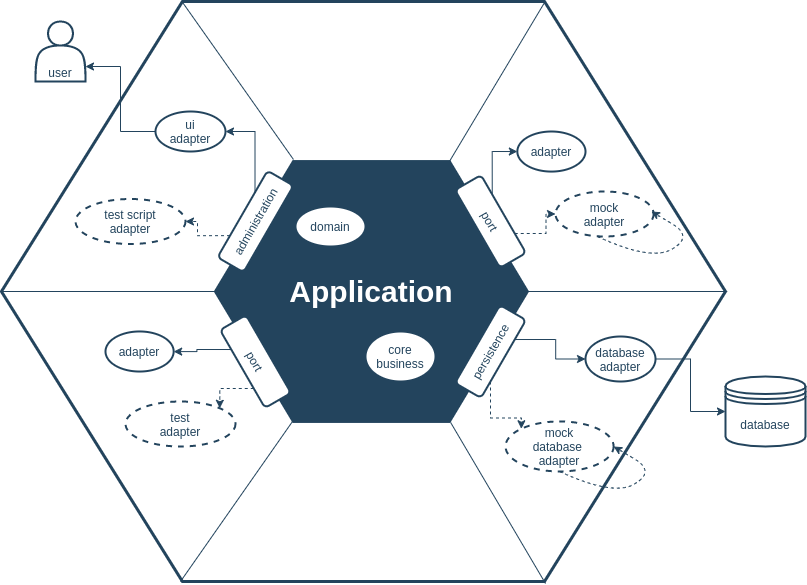 user
ui
adapter
adapter
test script
adapter
administration
port
mock
adapter
domain
Application
adapter
port
core
business
persistence
database
adapter
test
adapter
mock
database
adapter
database